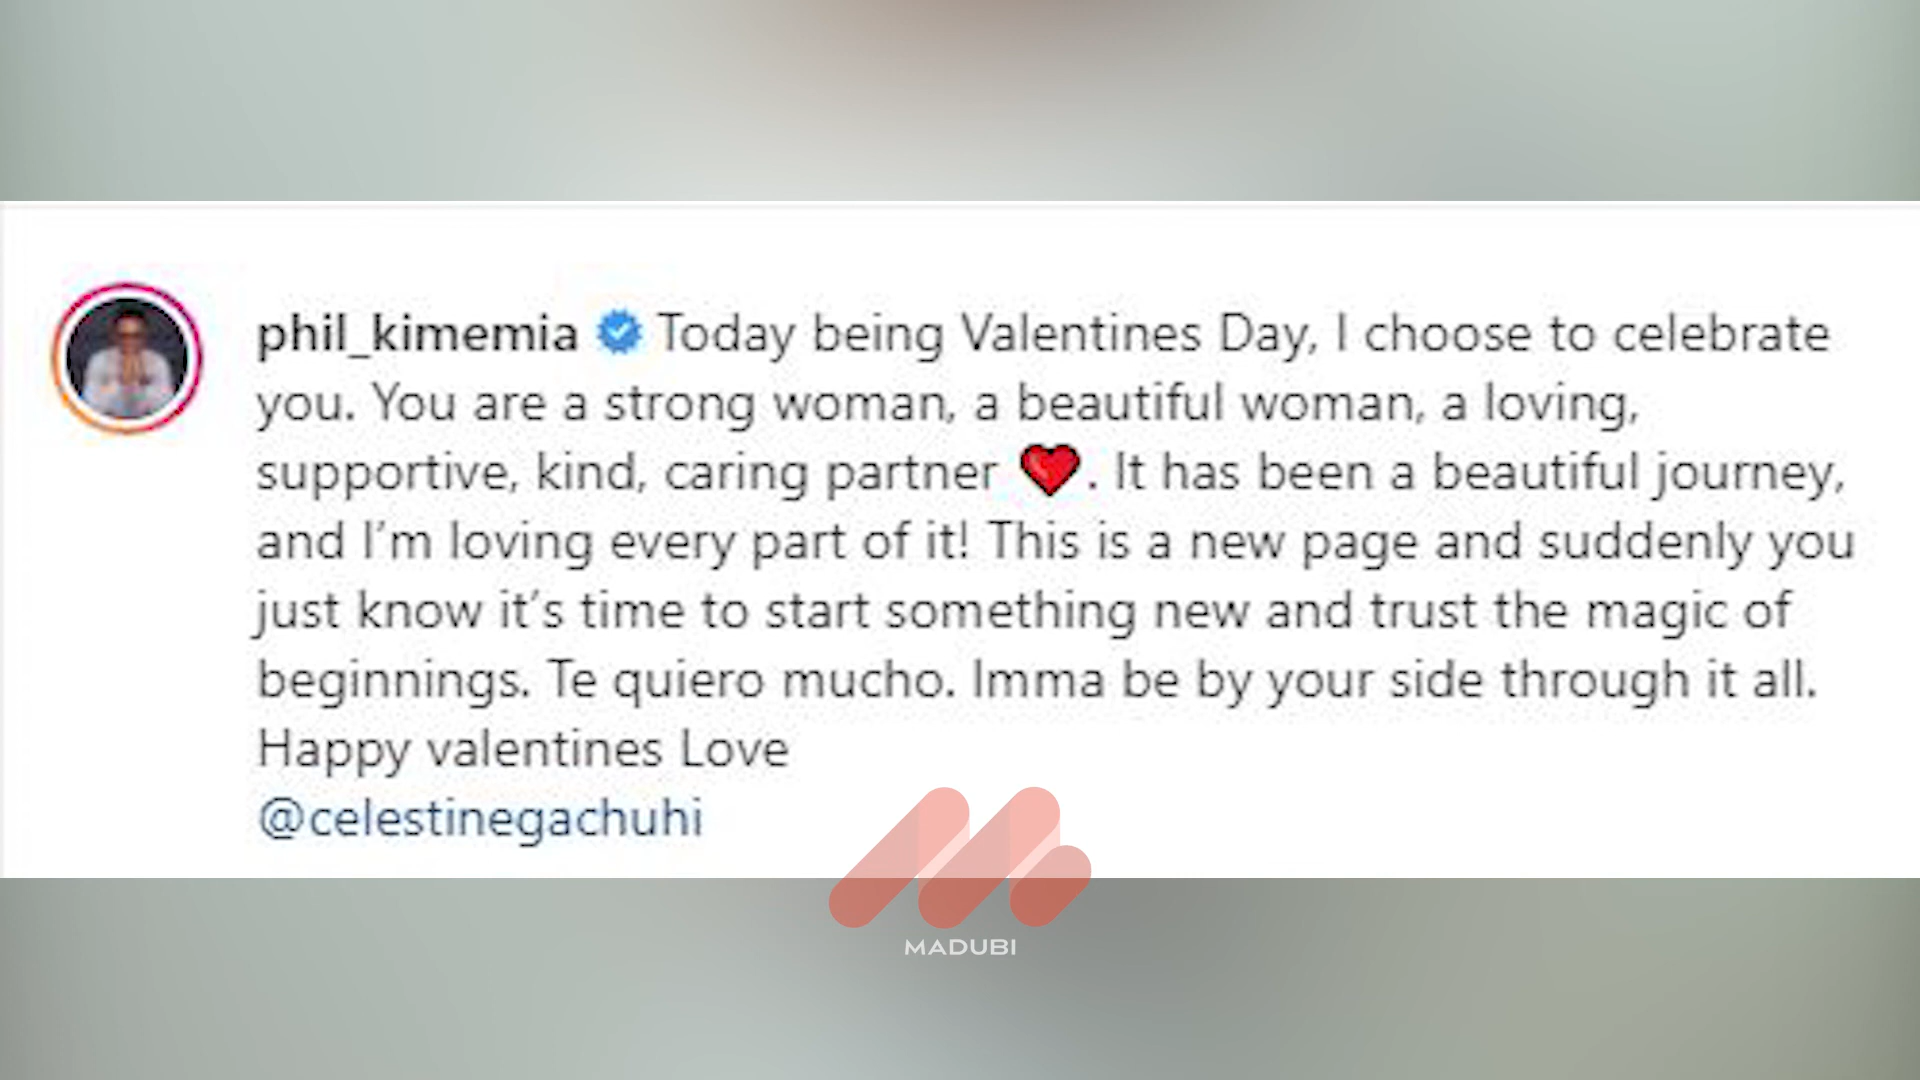 phil_kimemia Today being Valentines Day, I choose to celebrate
you. You are a strong woman, a beautiful woman, a loving,
supportive, kind, caring partner ❤. It has been a beautiful journey,
and I’m loving every part of it! This is a new page and suddenly you
just know it’s time to start something new and trust the magic of
beginnings. Te quiero mucho. Imma be by your side through it all.
Happy valentines Love
@celestinegachuhi
MADUBI